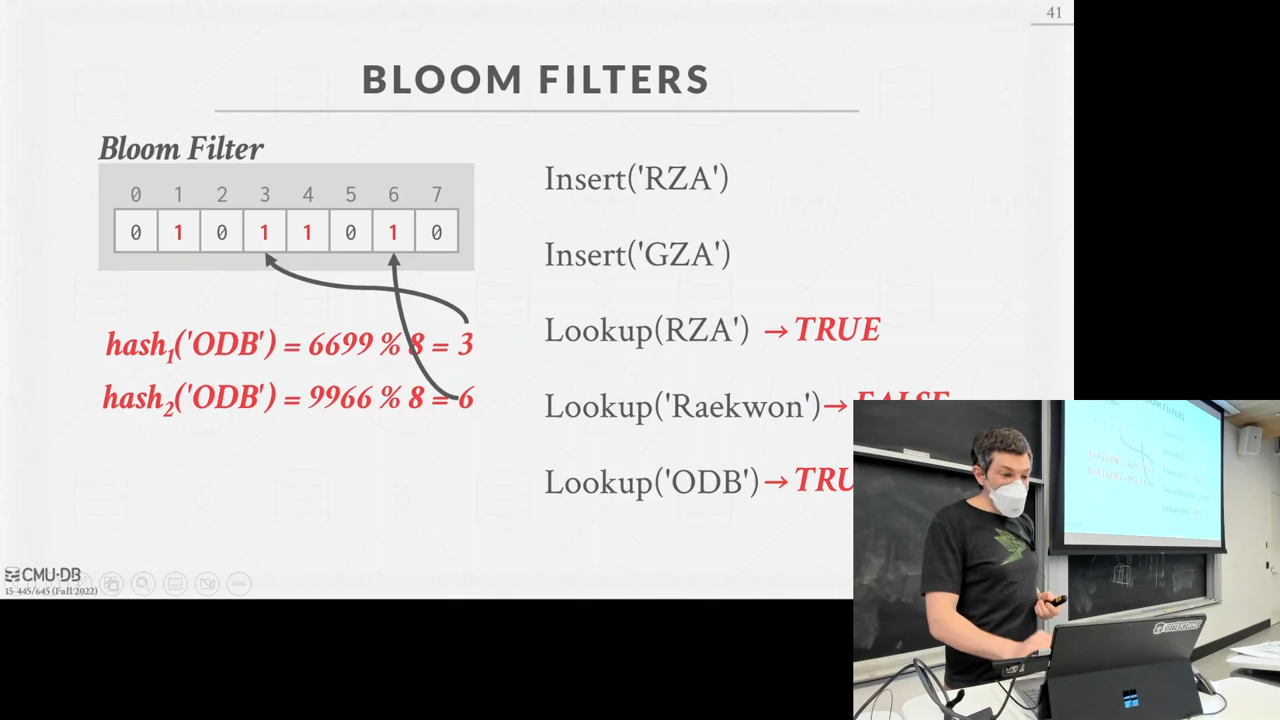 41
BLOOM FILTERS
Bloom Filter
0 1 2 3 4 5 6 7
0 1 0 1 1 0 1 0
hash1('ODB') = 6699 % 8 = 3
hash2('ODB') = 9966 % 8 = 6
Insert('RZA')
Insert('GZA')
Lookup(RZA') → TRUE
Lookup('Raekwon') → FALSE
Lookup('ODB') → TRU
CMU·DB
15-445/645 (Fall 2022)